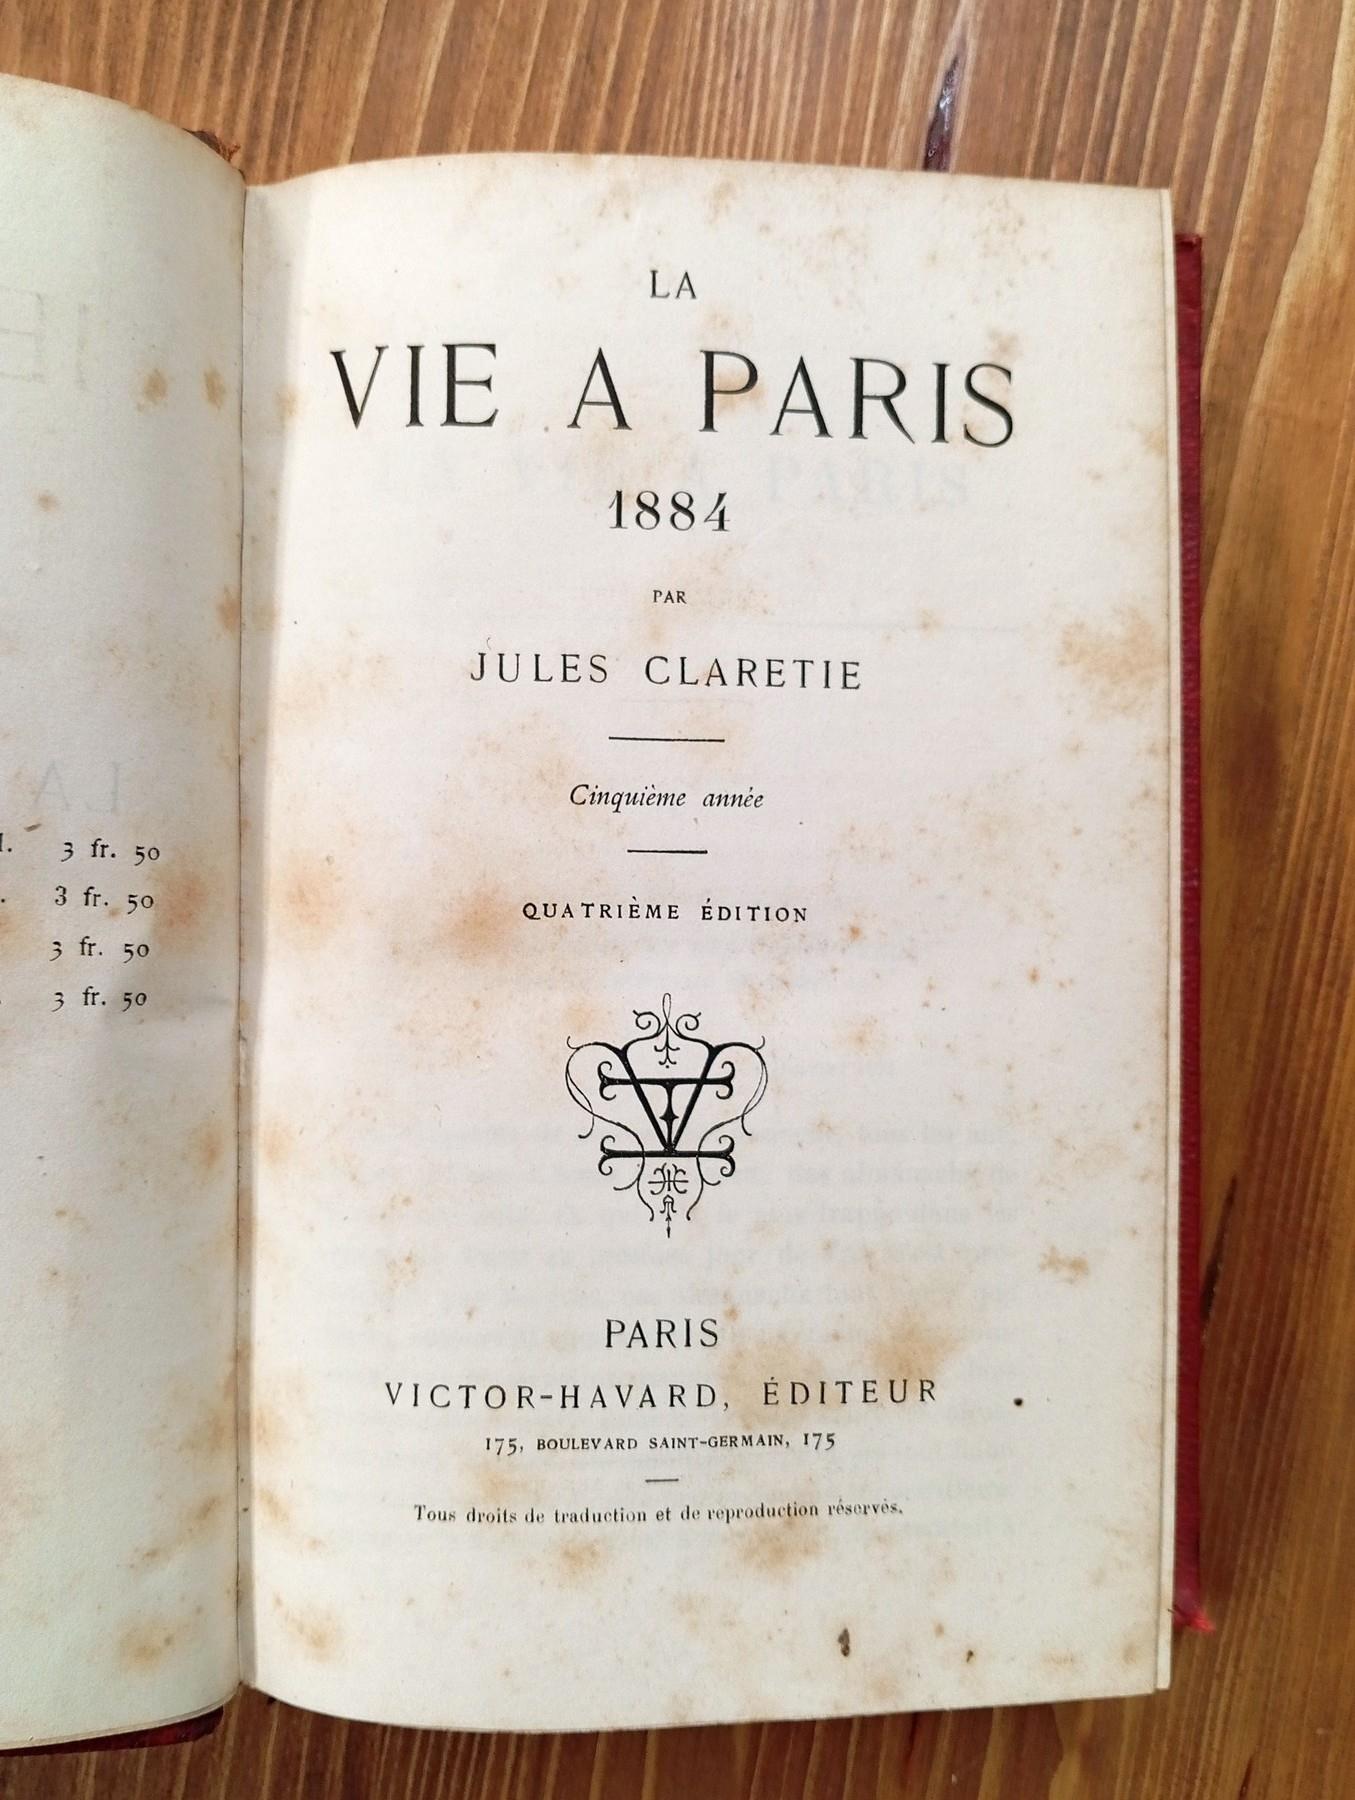 3 fr. 50
3 fr. 50
3 fr. 50
3 fr. 50
LA
VIE A PARIS
1884
PAR
JULES CLARETIE
Cinquième année
QUATRIÈME ÉDITION
PARIS
VICTOR-HAVARD, ÉDITEUR
175, BOULEVARD SAINT-GERMAIN, 175
Tous droits de traduction et de reproduction réservés.